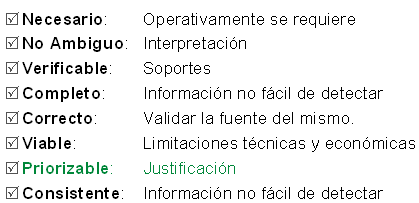 ☑ Necesario: Operativamente se requiere
☑ No Ambiguo: Interpretación
☑ Verificable: Soportes
☑ Completo: Información no fácil de detectar
☑ Correcto: Validar la fuente del mismo.
☑ Viable: Limitaciones técnicas y económicas
☑ Priorizable: Justificación
☑ Consistente: Información no fácil de detectar